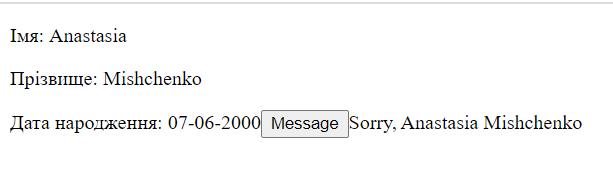 Імя: Anastasia
Прізвище: Mishchenko
Дата народження: 07-06-2000 Message Sorry, Anastasia Mishchenko